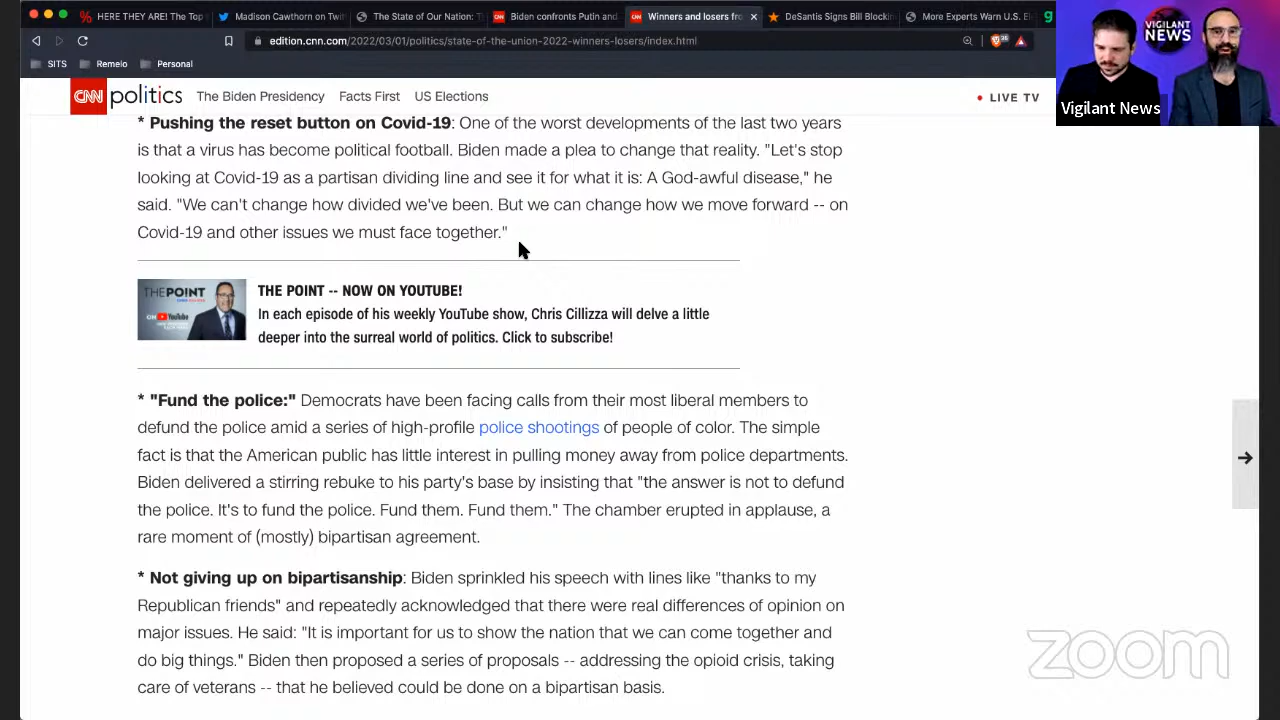 HERE THEY ARE! The Top
Madison Cawthorn on Twit
The State of Our Nation: T
Biden confronts Putin and
Winners and losers fro
DeSantis Signs Bill Blockin
More Experts Warn U.S. E
edition.cnn.com/2022/03/01/politics/state-of-the-union-2022-winners-losers/index.html
SITS
Remeio
Personal
VIGILANT
NEWS
Vigilant News
CNN politics
The Biden Presidency
Facts First
US Elections
LIVE TV
* Pushing the reset button on Covid-19: One of the worst developments of the last two years
is that a virus has become political football. Biden made a plea to change that reality. "Let's stop
looking at Covid-19 as a partisan dividing line and see it for what it is: A God-awful disease," he
said. "We can't change how divided we've been. But we can change how we move forward -- on
Covid-19 and other issues we must face together."
THE POINT
ON YouTube
THE POINT -- NOW ON YOUTUBE!
In each episode of his weekly YouTube show, Chris Cillizza will delve a little
deeper into the surreal world of politics. Click to subscribe!
* "Fund the police:" Democrats have been facing calls from their most liberal members to
defund the police amid a series of high-profile police shootings of people of color. The simple
fact is that the American public has little interest in pulling money away from police departments.
Biden delivered a stirring rebuke to his party's base by insisting that "the answer is not to defund
the police. It's to fund the police. Fund them. Fund them." The chamber erupted in applause, a
rare moment of (mostly) bipartisan agreement.
* Not giving up on bipartisanship: Biden sprinkled his speech with lines like "thanks to my
Republican friends" and repeatedly acknowledged that there were real differences of opinion on
major issues. He said: "It is important for us to show the nation that we can come together and
do big things." Biden then proposed a series of proposals -- addressing the opioid crisis, taking
care of veterans -- that he believed could be done on a bipartisan basis.
zoom